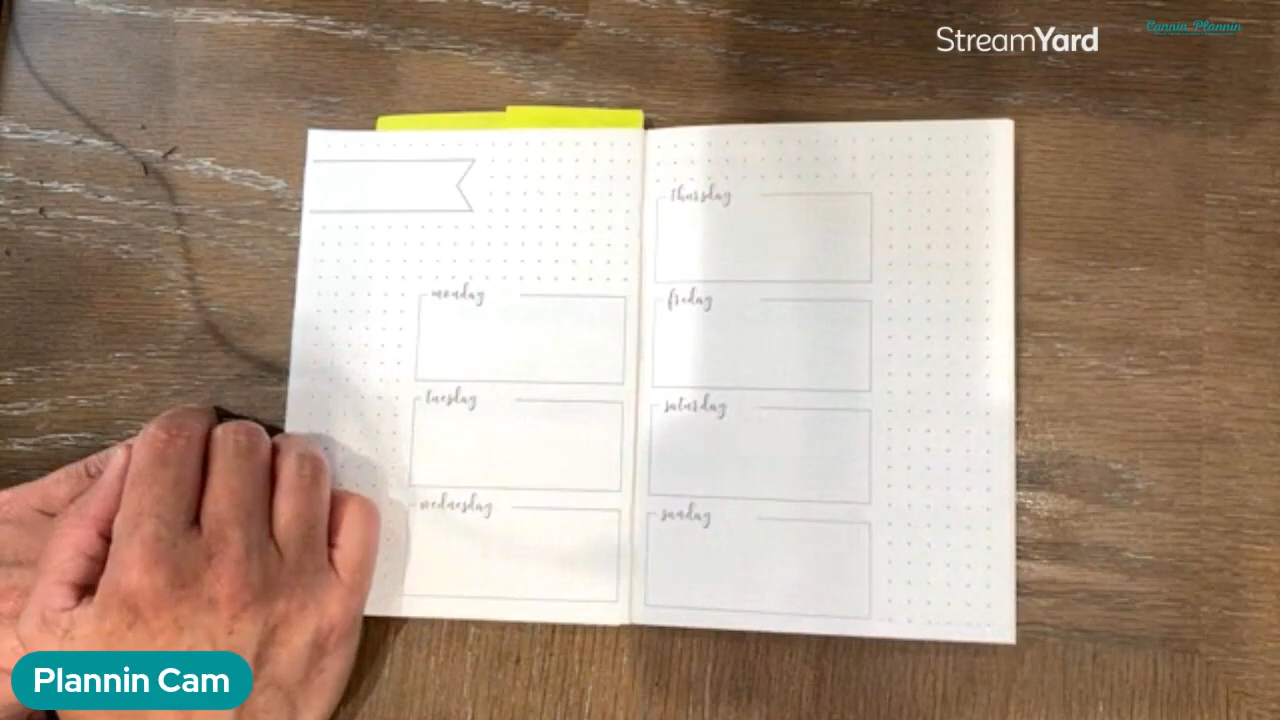 StreamYard
Cannin_Plannin
monday
tuesday
wednesday
thursday
friday
saturday
sunday
Plannin Cam